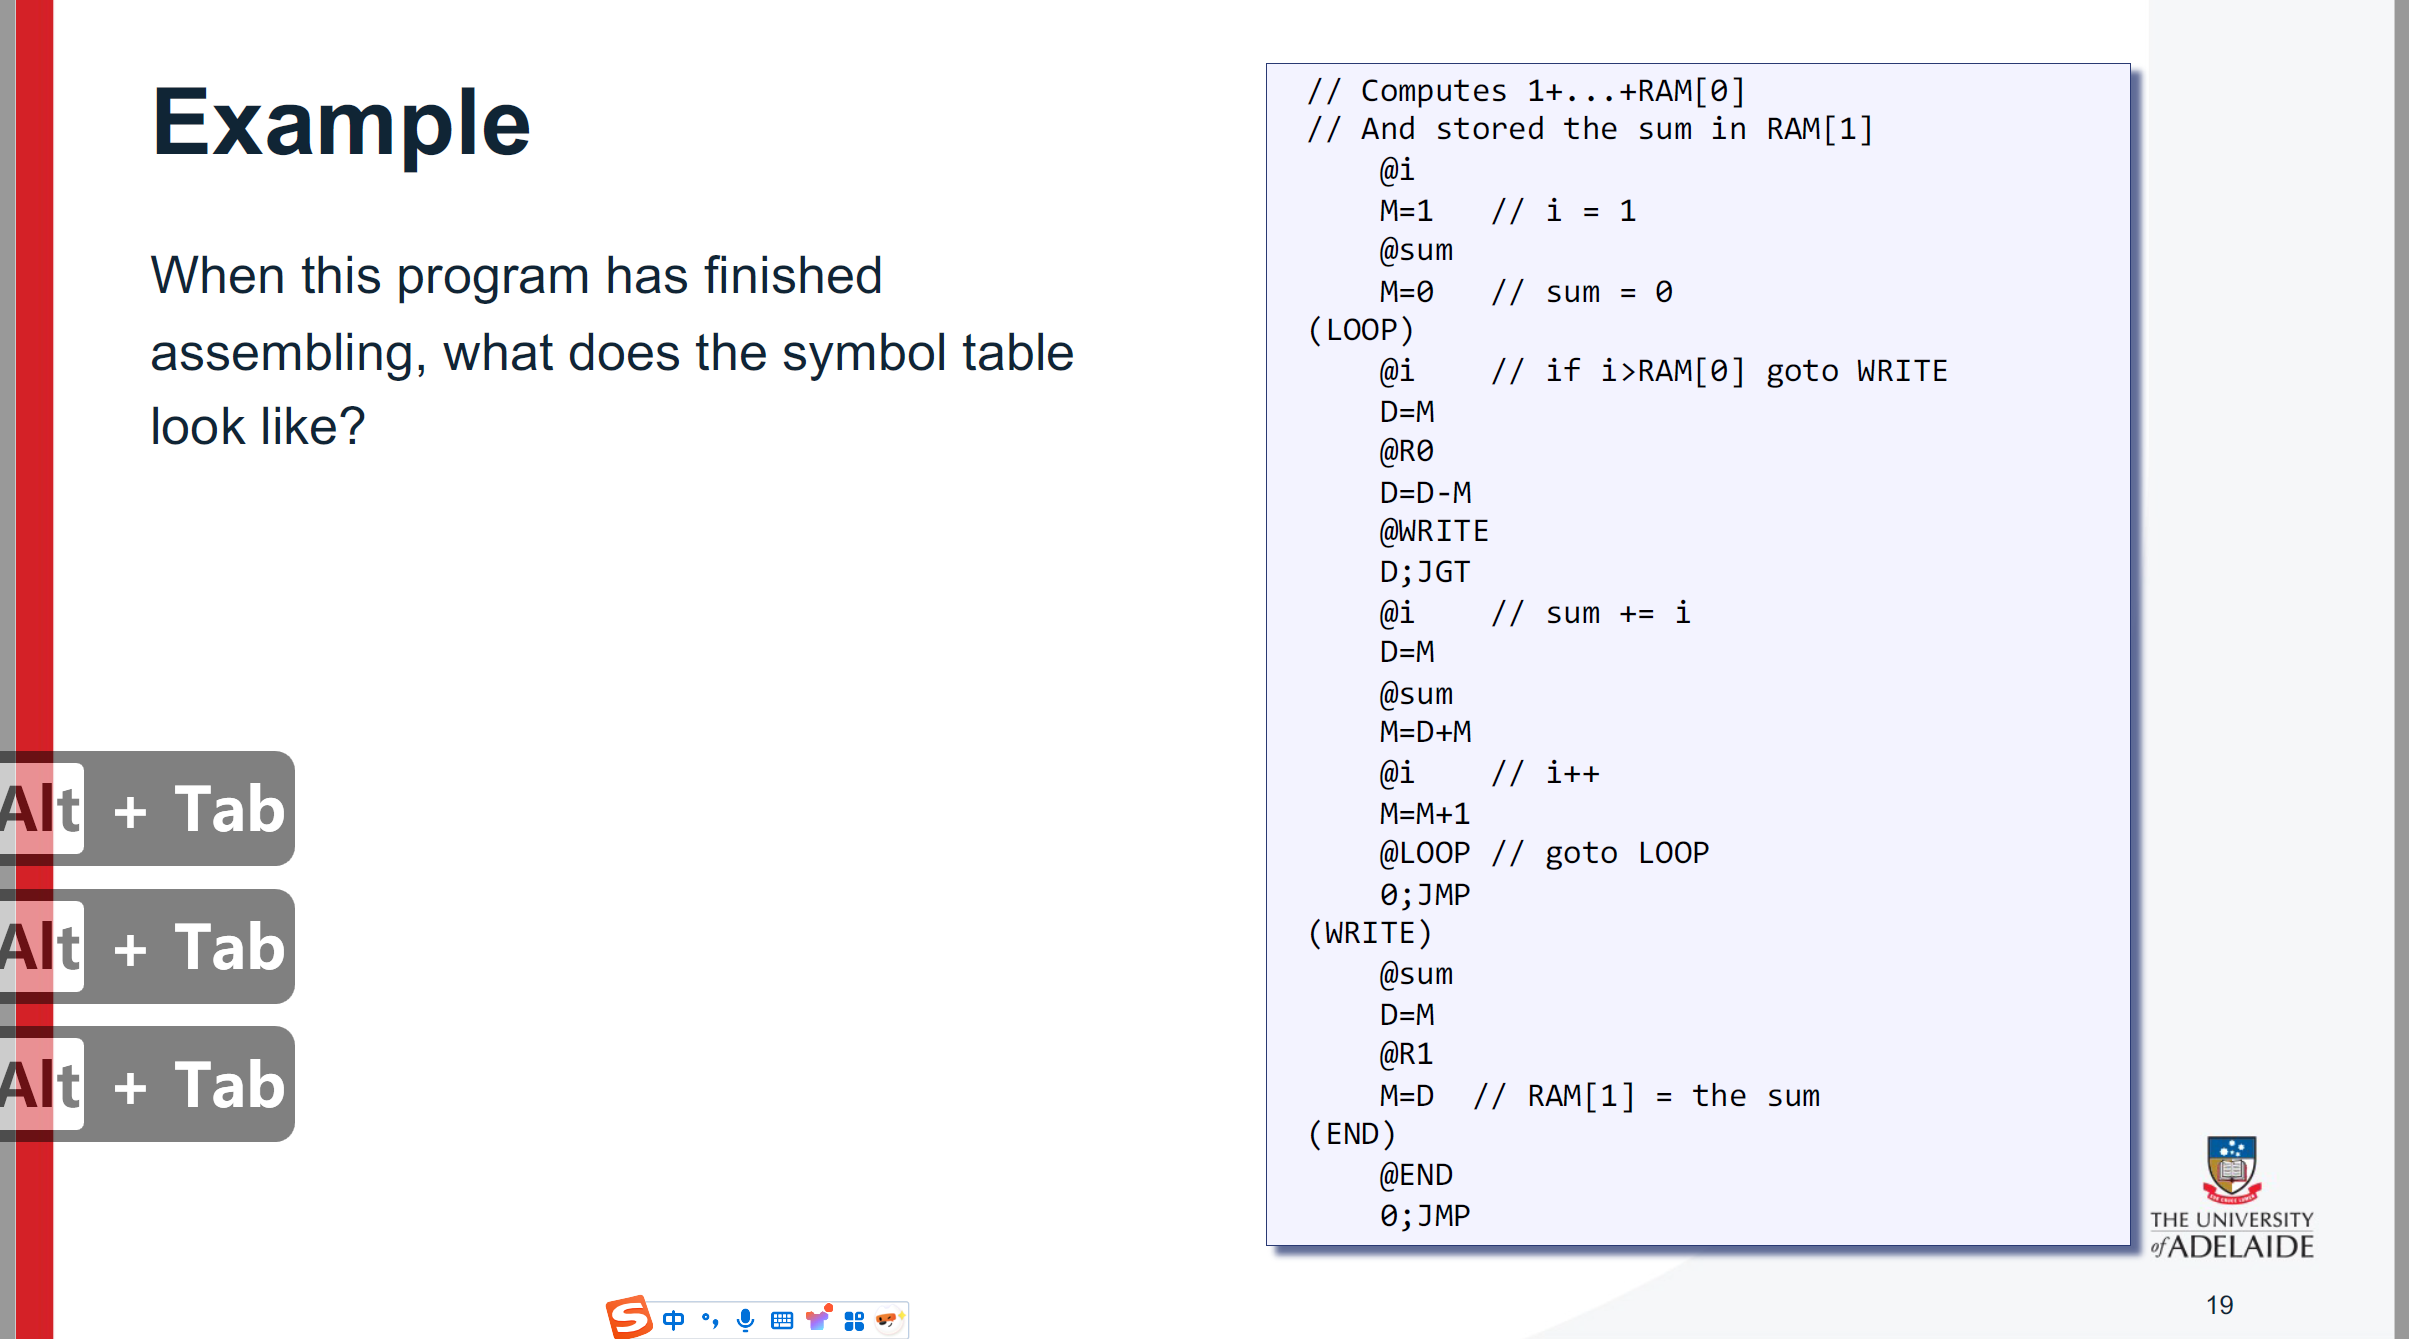 Example
When this program has finished
assembling, what does the symbol table
look like?
// Computes 1+...+RAM[0]
// And stored the sum in RAM[1]
@i
M=1 // i = 1
@sum
M=0 // sum = 0
(LOOP)
@i // if i>RAM[0] goto WRITE
D=M
@R0
D=D-M
@WRITE
D;JGT
@i // sum += i
D=M
@sum
M=D+M
@i // i++
M=M+1
@LOOP // goto LOOP
0;JMP
(WRITE)
@sum
D=M
@R1
M=D // RAM[1] = the sum
(END)
@END
0;JMP
Alt + Tab
Alt + Tab
Alt + Tab
THE UNIVERSITY
of ADELAIDE
19
S 中